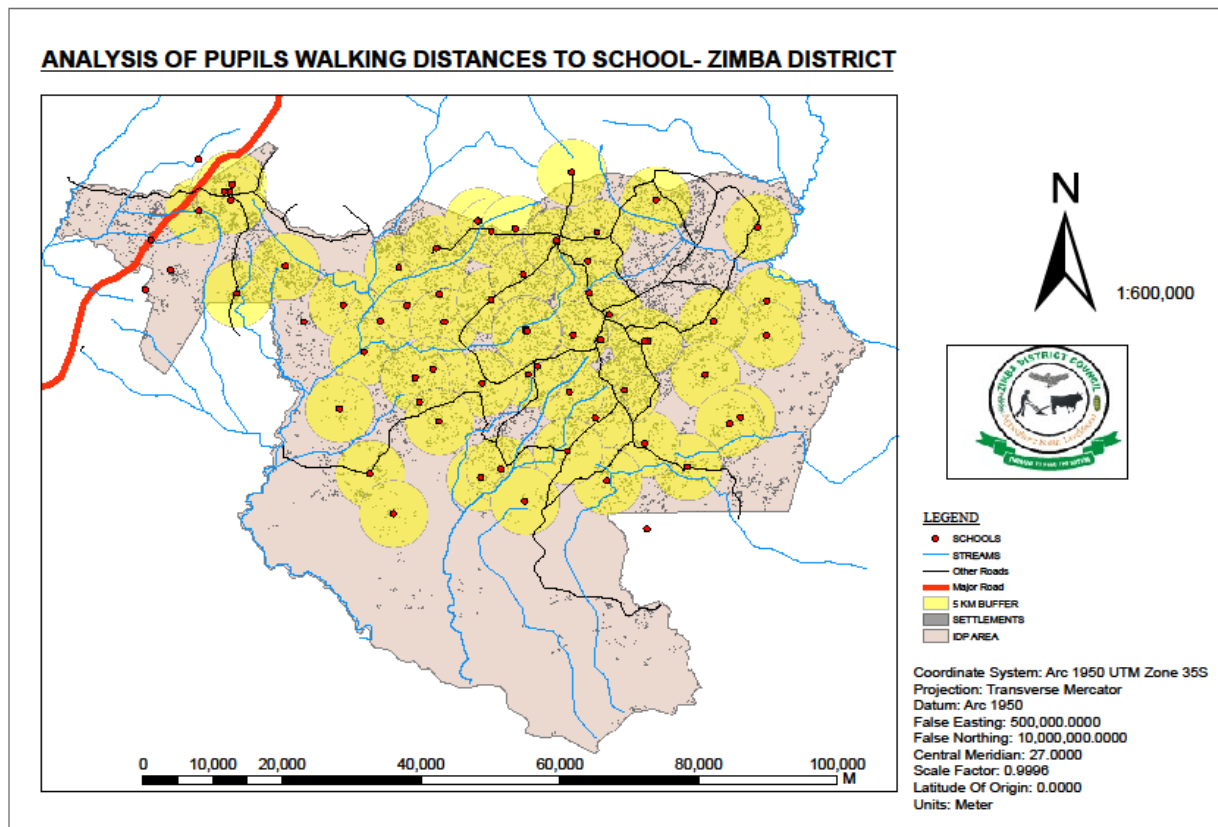 ANALYSIS OF PUPILS WALKING DISTANCES TO SCHOOL- ZIMBA DISTRICT
N
1:600,000
ZIMBA DISTRICT COUNCIL
LEGEND
SCHOOLS
STREAMS
Other Roads
Major Road
5 KM BUFFER
SETTLEMENTS
IDP AREA
Coordinate System: Arc 1950 UTM Zone 35S
Projection: Transverse Mercator
Datum: Arc 1950
False Easting: 500,000.0000
False Northing: 10,000,000.0000
Central Meridian: 27.0000
Scale Factor: 0.9996
Latitude Of Origin: 0.0000
Units: Meter
0 10,000 20,000 40,000 60,000 80,000 100,000
M